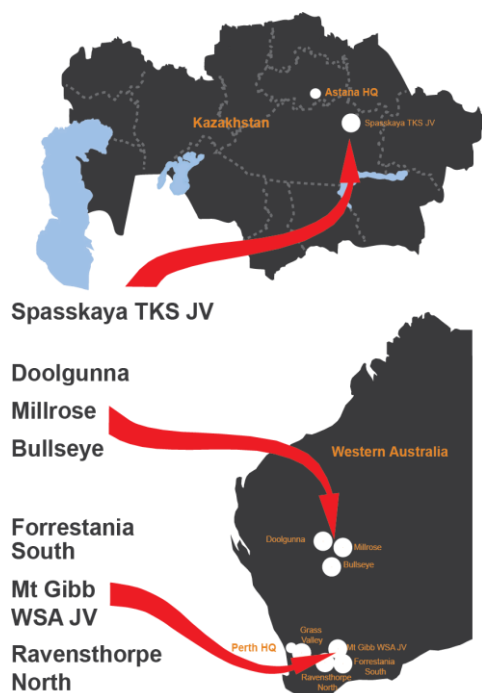 Astana HQ
Kazakhstan
Spasskaya TKS JV
Spasskaya TKS JV
Doolgunna
Millrose
Bullseye
Western Australia
Doolgunna
Millrose
Bullseye
Forrestania
South
Mt Gibb
WSA JV
Ravensthorpe
North
Grass
Valley
Perth HQ
Mt Gibb WSA JV
Forrestania
South
Ravensthorpe
North